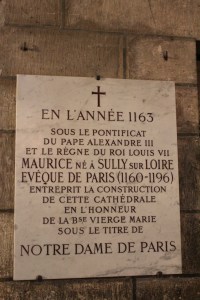 EN L'ANNÉE 1163
SOUS LE PONTIFICAT
DU PAPE ALEXANDRE III
ET LE RÈGNE DU ROI LOUIS VII
MAURICE NÉ À SULLY SUR LOIRE
EVÊQUE DE PARIS (1160-1196)
ENTREPRIT LA CONSTRUCTION
DE CETTE CATHÉDRALE
EN L'HONNEUR
DE LA BSE VIERGE MARIE
SOUS LE TITRE DE
NOTRE DAME DE PARIS